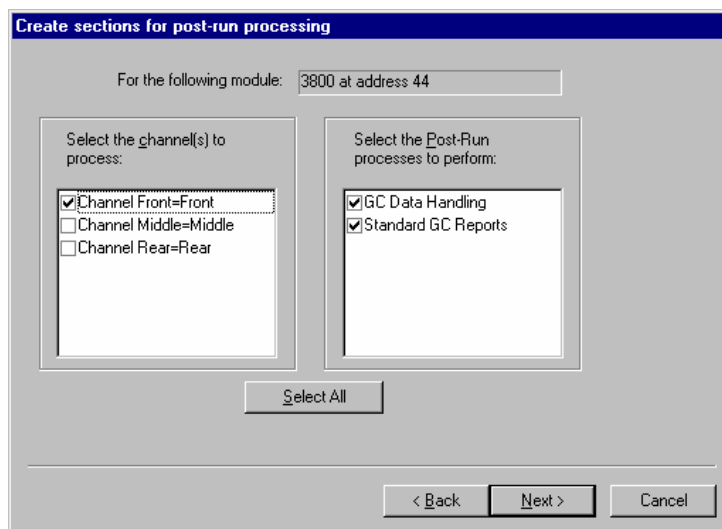 Create sections for post-run processing
For the following module: 3800 at address 44
Select the channel(s) to
process:
Channel Front=Front
Channel Middle=Middle
Channel Rear=Rear
Select the Post-Run
processes to perform:
GC Data Handling
Standard GC Reports
Select All
< Back
Next >
Cancel